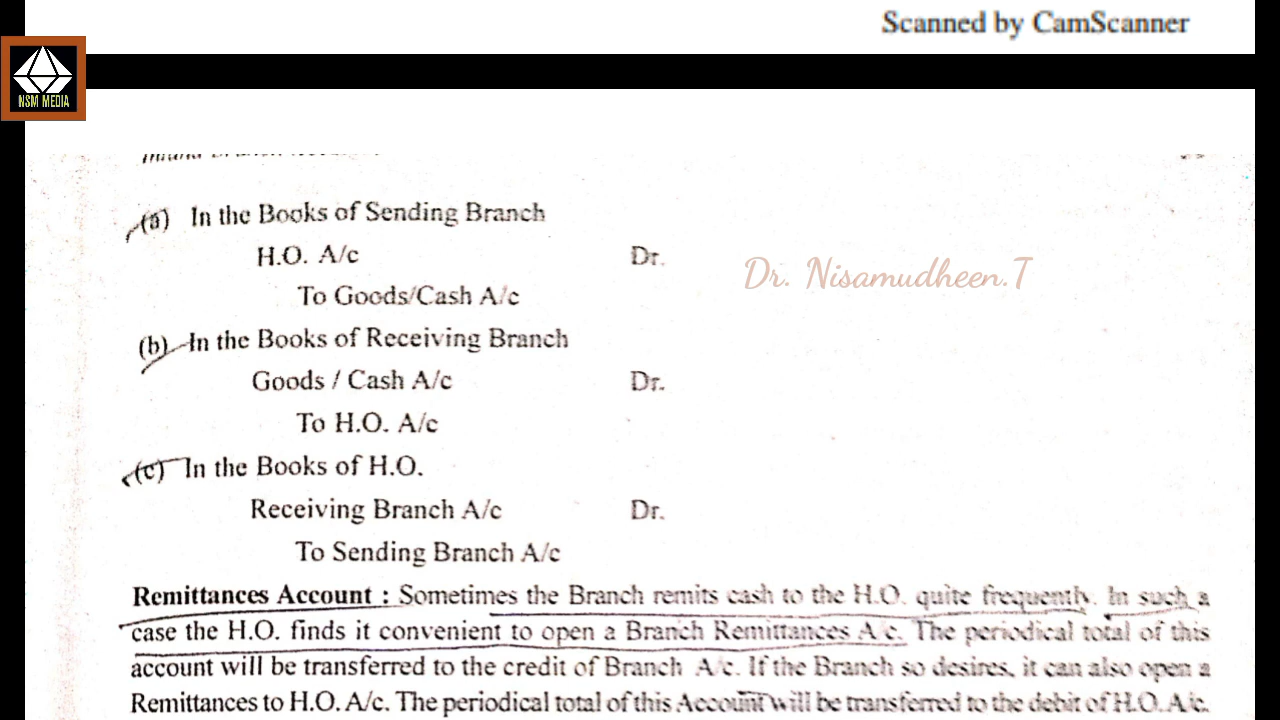 Scanned by CamScanner
NSM MEDIA
(a) In the Books of Sending Branch
H.O. A/c Dr.
Dr. Nisamudheen.T
To Goods/Cash A/c
(b) In the Books of Receiving Branch
Goods / Cash A/c Dr.
To H.O. A/c
(c) In the Books of H.O.
Receiving Branch A/c Dr.
To Sending Branch A/c
Remittances Account : Sometimes the Branch remits cash to the H.O. quite frequently. In such a
case the H.O. finds it convenient to open a Branch Remittances A/c. The periodical total of this
account will be transferred to the credit of Branch A/c. If the Branch so desires, it can also open a
Remittances to H.O. A/c. The periodical total of this Account will be transferred to the debit of H.O. A/c.